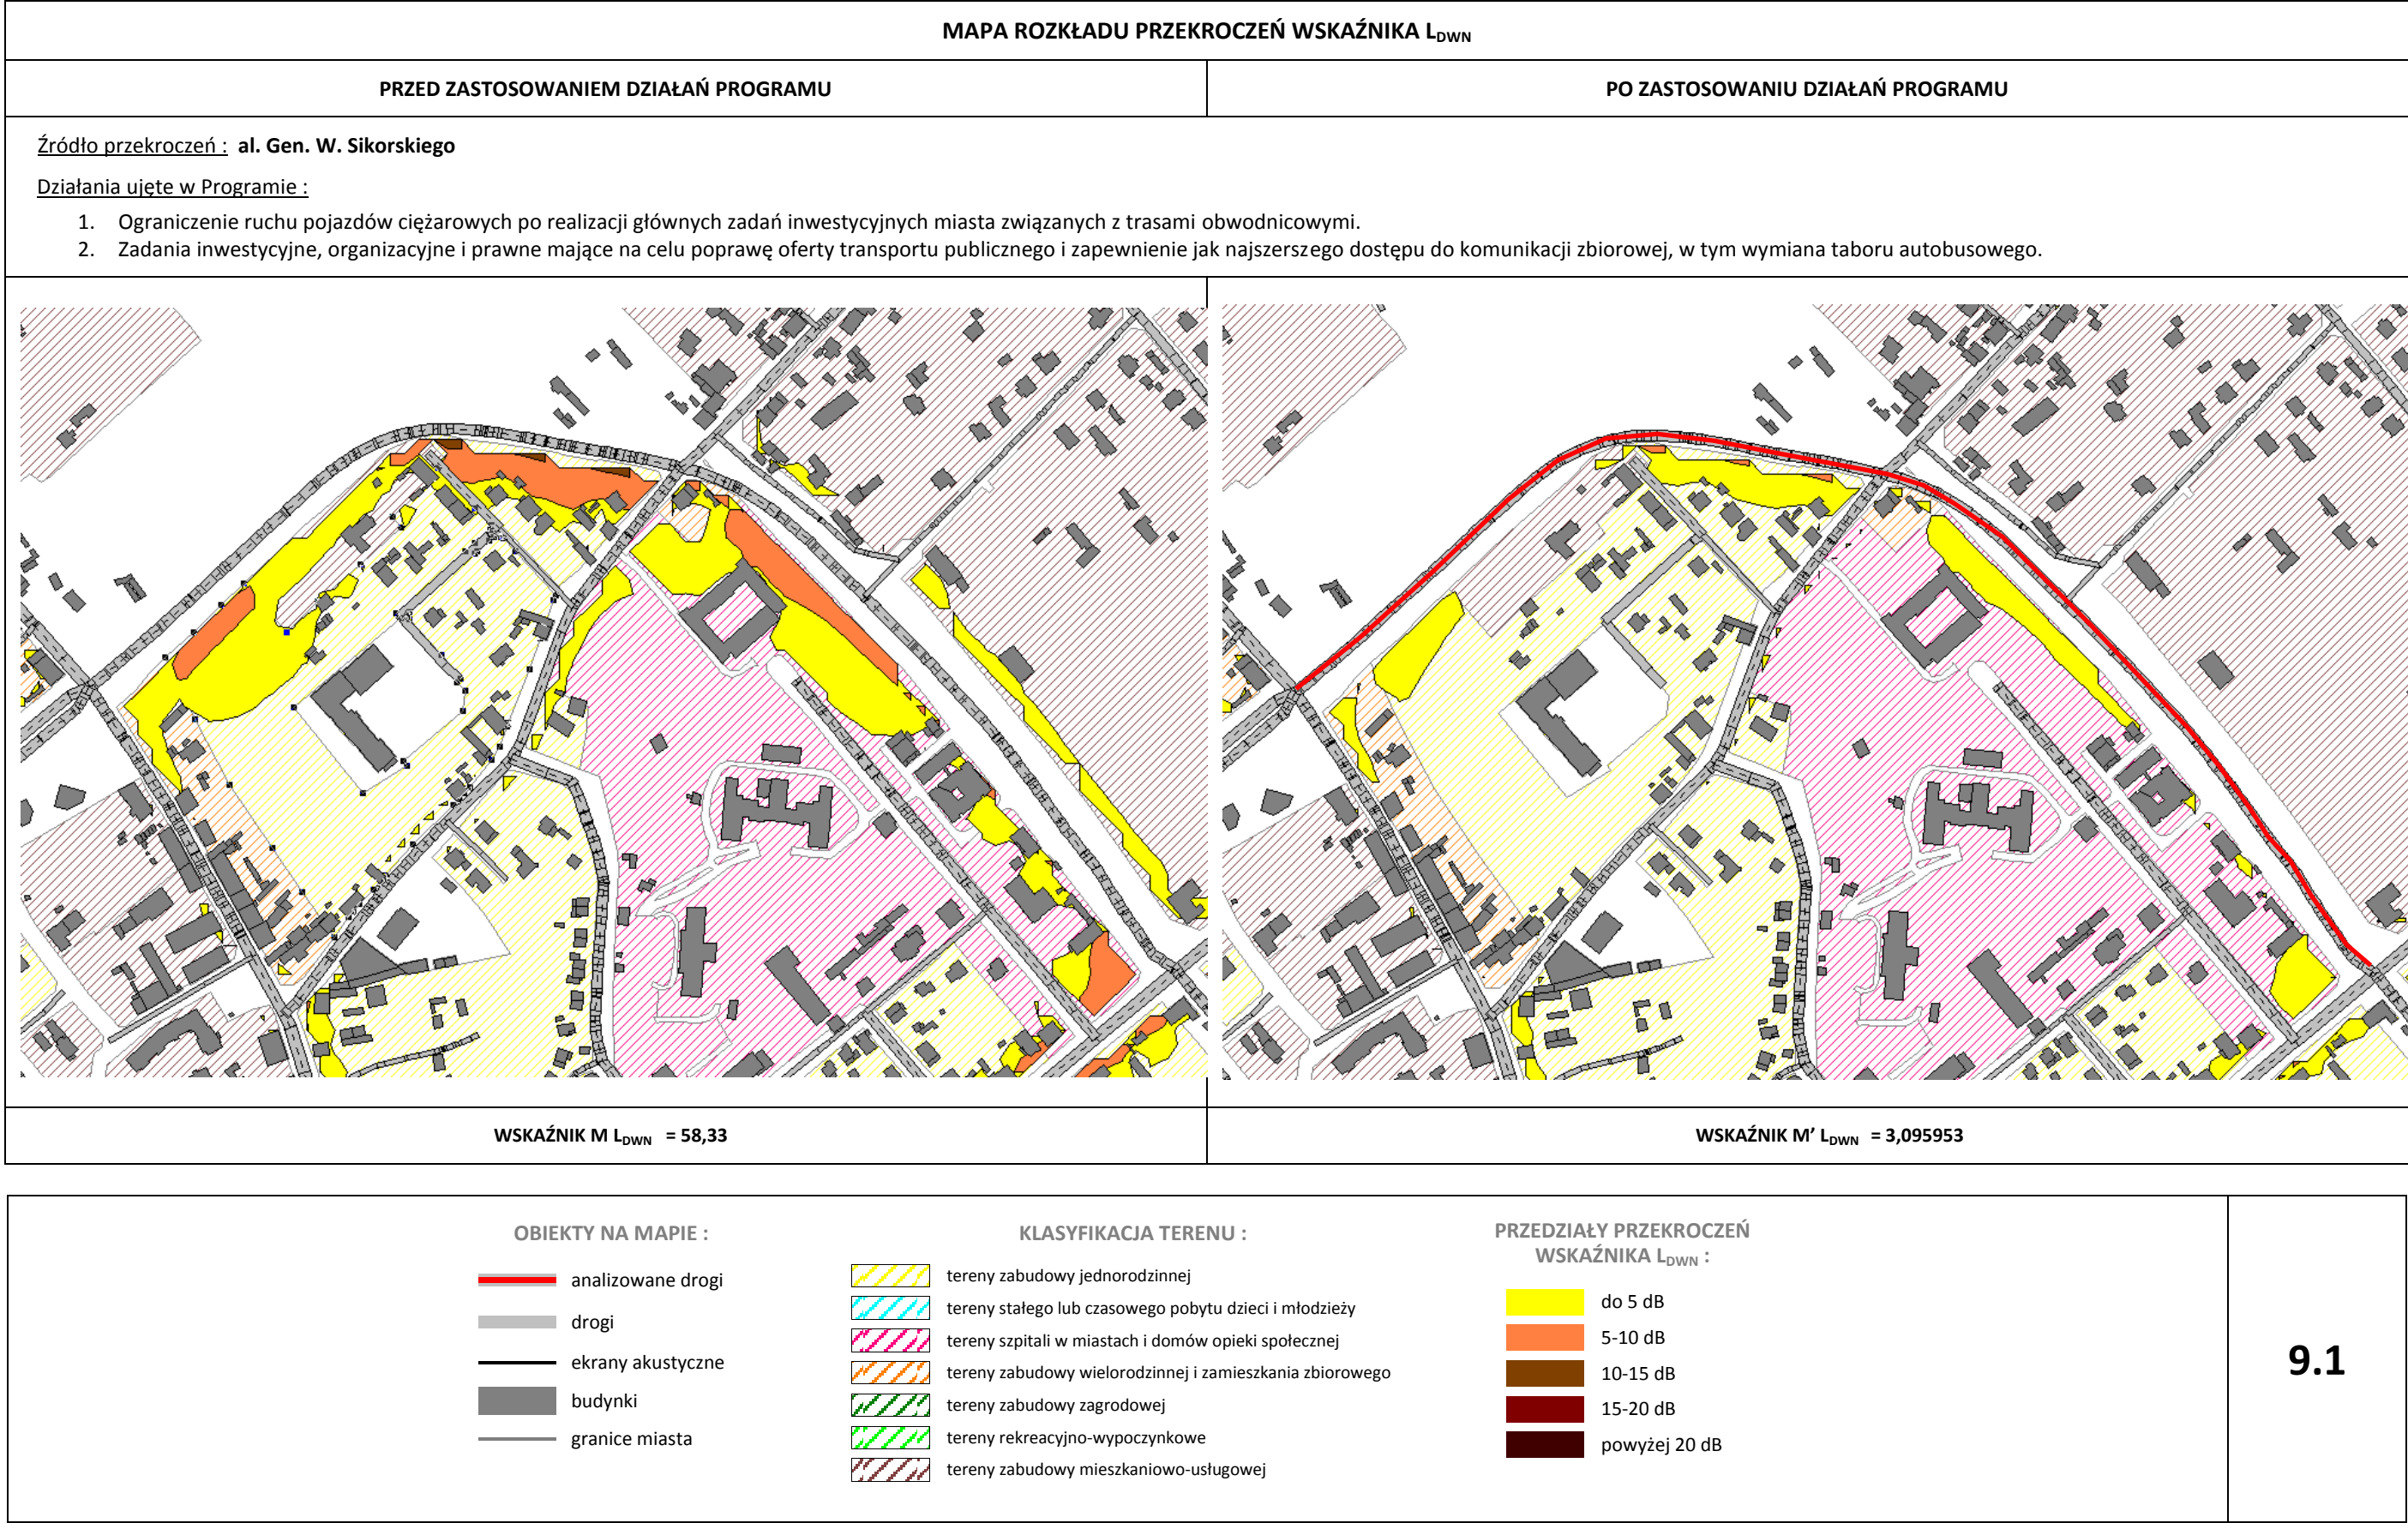 MAPA ROZKŁADU PRZEKROCZEŃ WSKAŹNIKA LDWN
PRZED ZASTOSOWANIEM DZIAŁAŃ PROGRAMU
PO ZASTOSOWANIU DZIAŁAŃ PROGRAMU
Źródło przekroczeń : al. Gen. W. Sikorskiego
Działania ujęte w Programie :
1. Ograniczenie ruchu pojazdów ciężarowych po realizacji głównych zadań inwestycyjnych miasta związanych z trasami obwodnicowymi.
2. Zadania inwestycyjne, organizacyjne i prawne mające na celu poprawę oferty transportu publicznego i zapewnienie jak najszerszego dostępu do komunikacji zbiorowej, w tym wymiana taboru autobusowego.
WSKAŹNIK M LDWN = 58,33
WSKAŹNIK M’ LDWN = 3,095953
OBIEKTY NA MAPIE :
analizowane drogi
drogi
ekrany akustyczne
budynki
granice miasta
KLASYFIKACJA TERENU :
tereny zabudowy jednorodzinnej
tereny stałego lub czasowego pobytu dzieci i młodzieży
tereny szpitali w miastach i domów opieki społecznej
tereny zabudowy wielorodzinnej i zamieszkania zbiorowego
tereny zabudowy zagrodowej
tereny rekreacyjno-wypoczynkowe
tereny zabudowy mieszkaniowo-usługowej
PRZEDZIAŁY PRZEKROCZEŃ
WSKAŹNIKA LDWN :
do 5 dB
5-10 dB
10-15 dB
15-20 dB
powyżej 20 dB
9.1